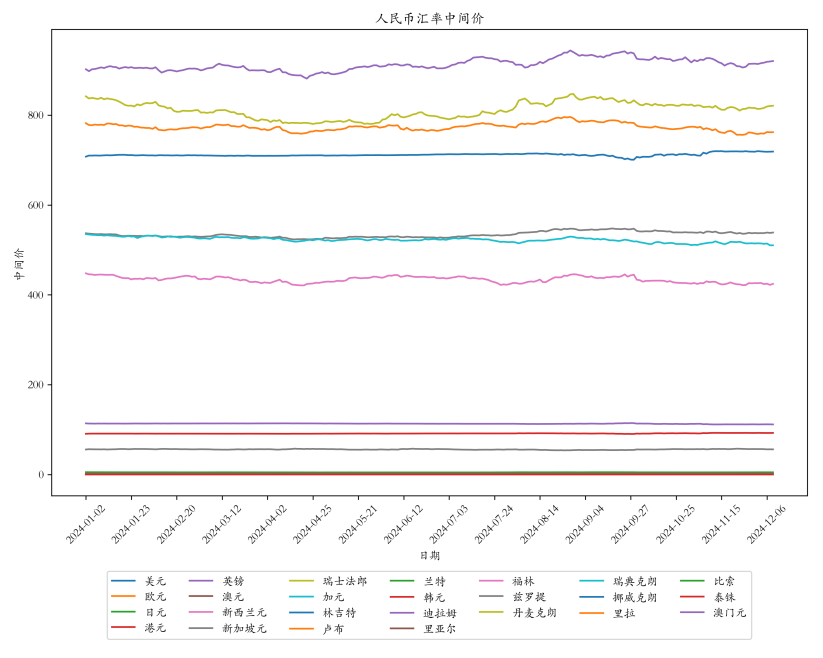 人民币汇率中间价
中间价
800
600
400
200
0
2024-01-02 2024-01-23 2024-02-20 2024-03-12 2024-04-02 2024-04-25 2024-05-21 2024-06-12 2024-07-03 2024-07-24 2024-08-14 2024-09-04 2024-09-27 2024-10-25 2024-11-15 2024-12-06
日期
美元 英镑 瑞士法郎 兰特 福林 瑞典克朗 比索
欧元 澳元 加元 韩元 兹罗提 挪威克朗 泰铢
日元 新西兰元 林吉特 迪拉姆 丹麦克朗 里拉 澳门元
港元 新加坡元 卢布 里亚尔